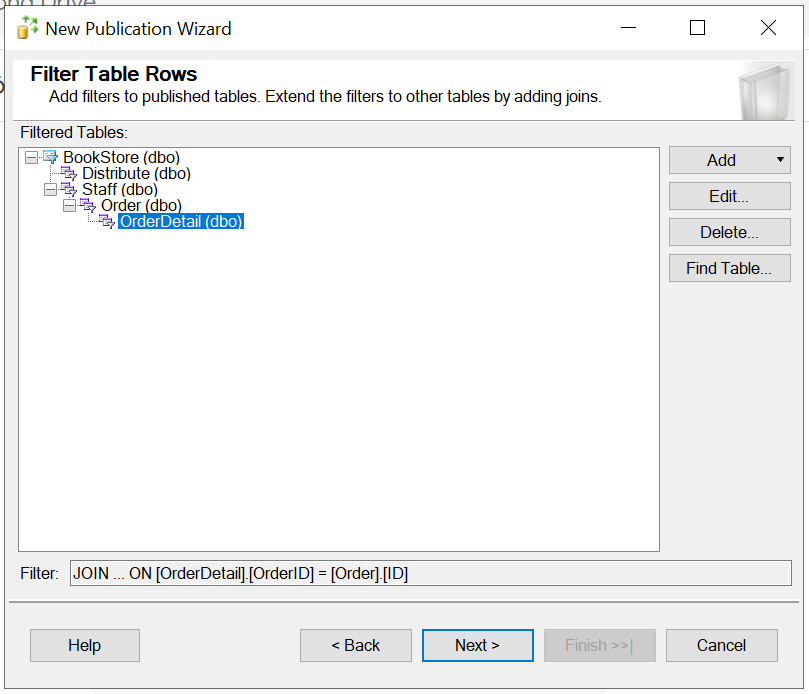 New Publication Wizard
Filter Table Rows
Add filters to published tables. Extend the filters to other tables by adding joins.
Filtered Tables:
BookStore (dbo)
Distribute (dbo)
Staff (dbo)
Order (dbo)
OrderDetail (dbo)
Add
Edit...
Delete...
Find Table...
Filter: JOIN ... ON [OrderDetail].[OrderID] = [Order].[ID]
Help
< Back
Next >
Finish >>|
Cancel